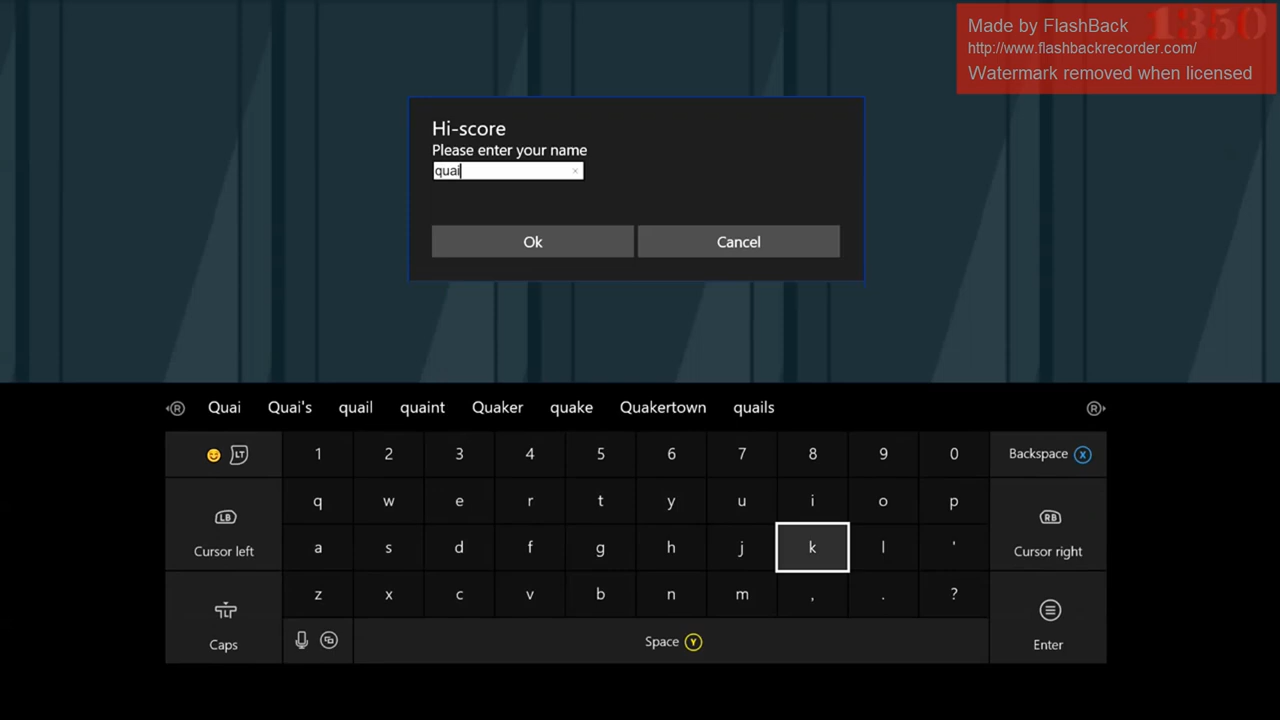 Made by FlashBack
1350
http://www.flashbackrecorder.com/
Watermark removed when licensed
Hi-score
Please enter your name
quai
Ok Cancel
R Quai Quai's quail quaint Quaker quake Quakertown quails R
LT 1 2 3 4 5 6 7 8 9 0 Backspace X
q w e r t y u i o p
LB RB
Cursor left a s d f g h j k l ' Cursor right
z x c v b n m , . ?
Caps Space Y Enter